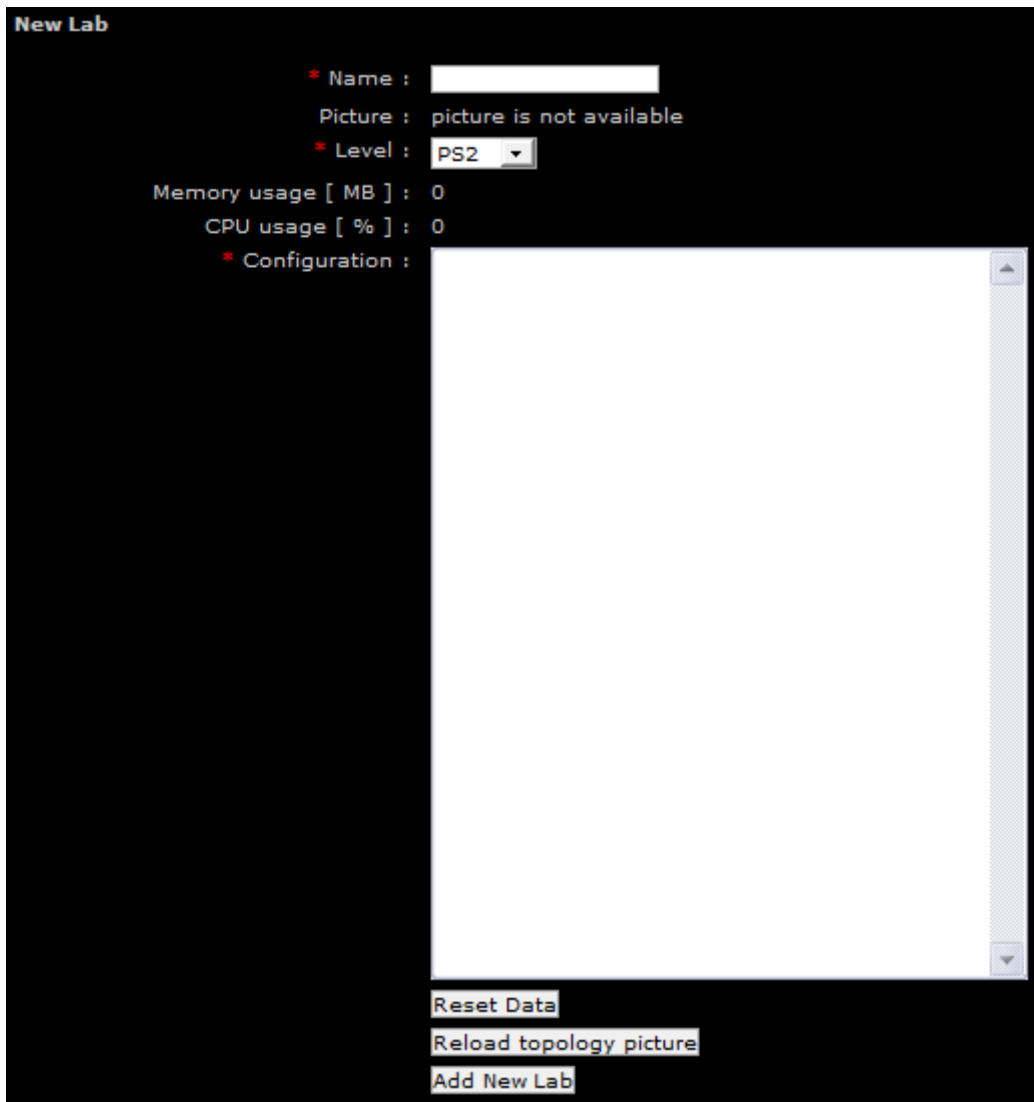 New Lab
* Name :
Picture : picture is not available
* Level : PS2
Memory usage [ MB ] : 0
CPU usage [ % ] : 0
* Configuration :
Reset Data
Reload topology picture
Add New Lab